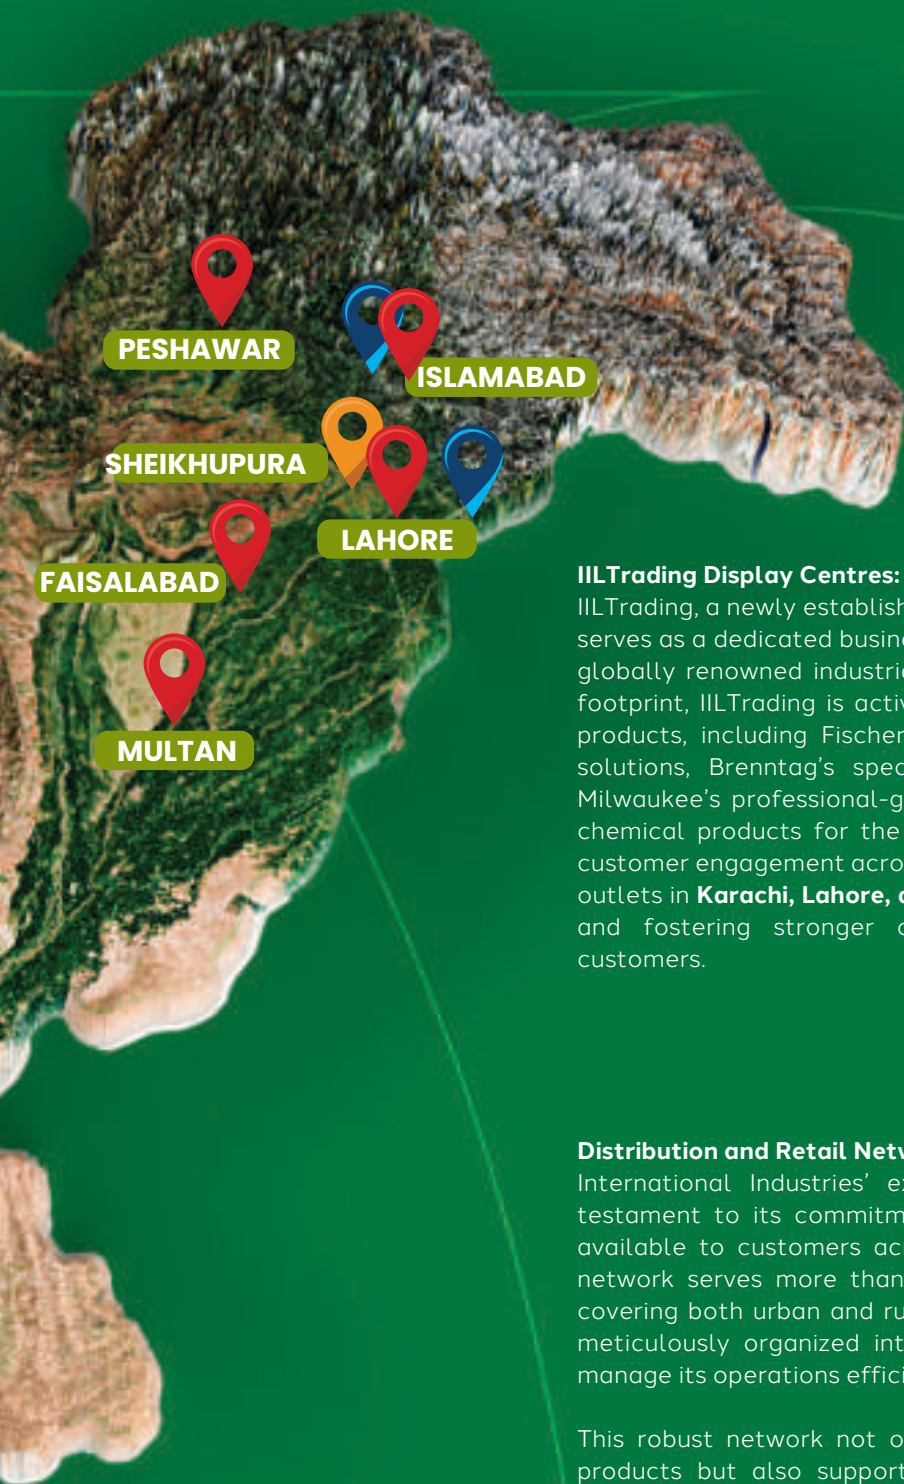 PESHAWAR
ISLAMABAD
SHEIKHUPURA
LAHORE
FAISALABAD
MULTAN
IILTrading Display Centres:
IILTrading, a newly establish
serves as a dedicated busine
globally renowned industri
footprint, IILTrading is activ
products, including Fischer
solutions, Brenntag's spec
Milwaukee's professional-g
chemical products for the
customer engagement acro
outlets in Karachi, Lahore, a
and fostering stronger c
customers.
Distribution and Retail Netw
International Industries' ex
testament to its commitm
available to customers ac
network serves more than
covering both urban and ru
meticulously organized int
manage its operations effici
This robust network not o
products but also support